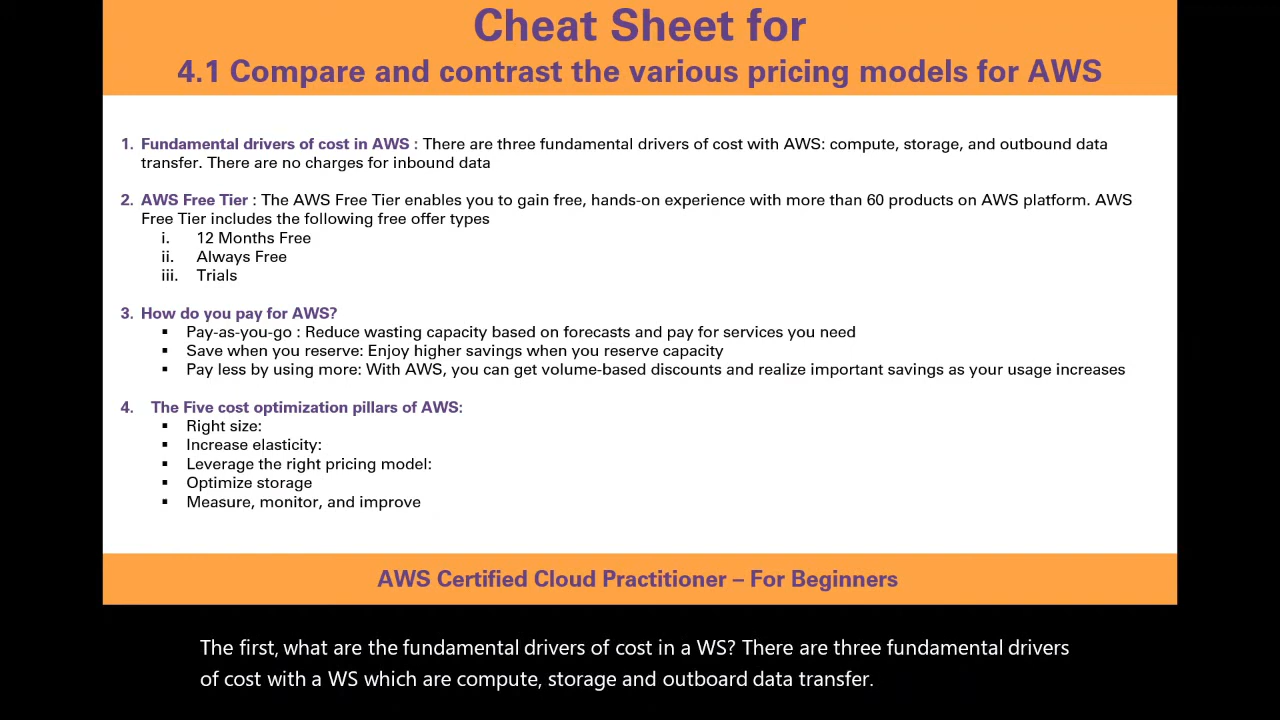 Cheat Sheet for
4.1 Compare and contrast the various pricing models for AWS
1. Fundamental drivers of cost in AWS : There are three fundamental drivers of cost with AWS: compute, storage, and outbound data
transfer. There are no charges for inbound data
2. AWS Free Tier : The AWS Free Tier enables you to gain free, hands-on experience with more than 60 products on AWS platform. AWS
Free Tier includes the following free offer types
i. 12 Months Free
ii. Always Free
iii. Trials
3. How do you pay for AWS?
▪ Pay-as-you-go : Reduce wasting capacity based on forecasts and pay for services you need
▪ Save when you reserve: Enjoy higher savings when you reserve capacity
▪ Pay less by using more: With AWS, you can get volume-based discounts and realize important savings as your usage increases
4. The Five cost optimization pillars of AWS:
▪ Right size:
▪ Increase elasticity:
▪ Leverage the right pricing model:
▪ Optimize storage
▪ Measure, monitor, and improve
AWS Certified Cloud Practitioner – For Beginners
The first, what are the fundamental drivers of cost in a WS? There are three fundamental drivers
of cost with a WS which are compute, storage and outboard data transfer.